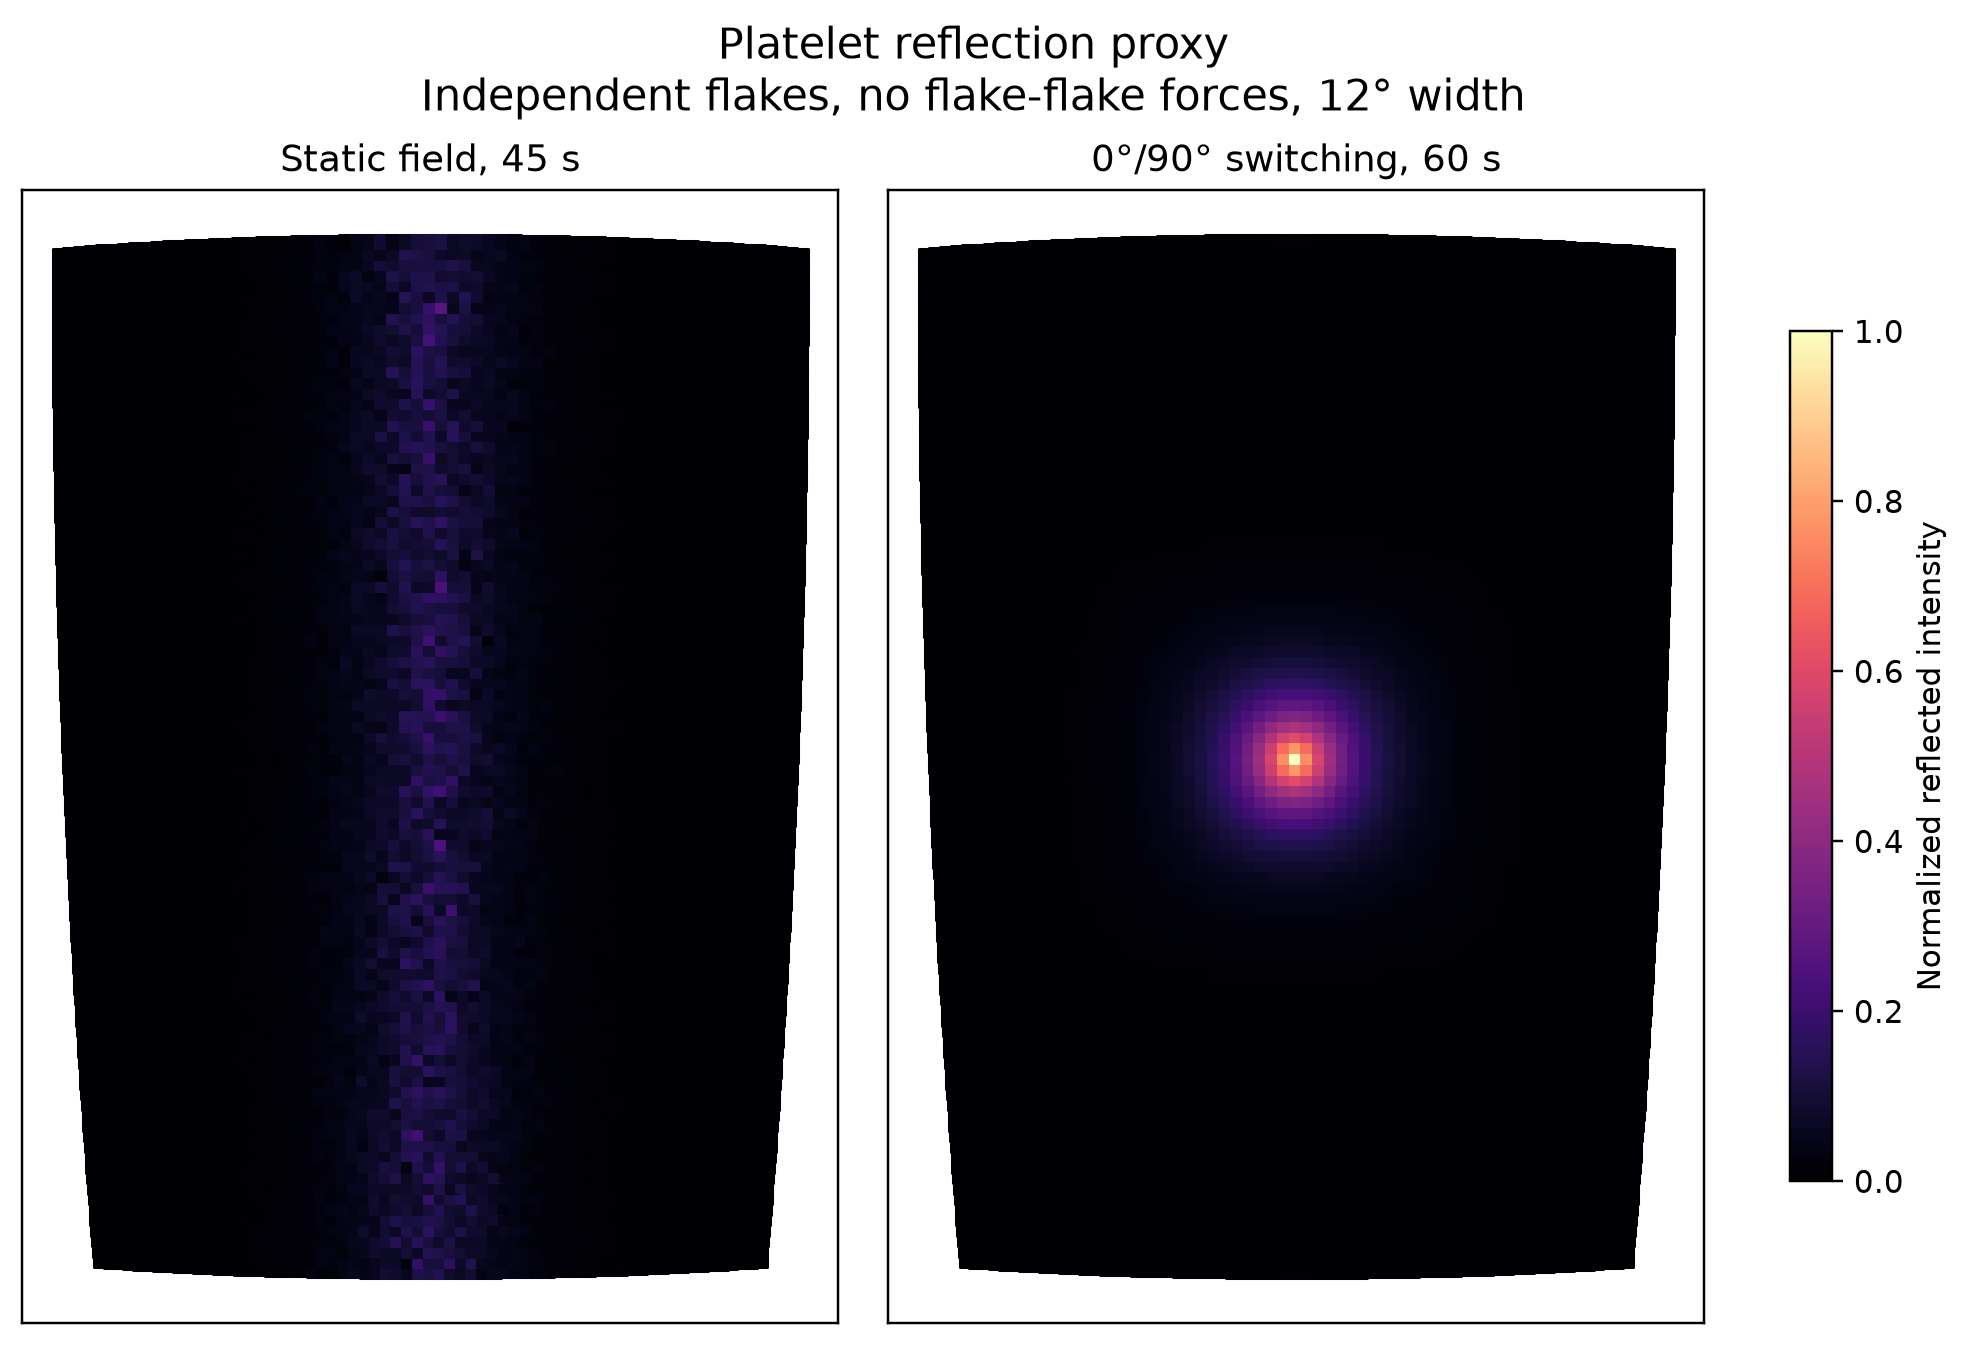 Platelet reflection proxy
Independent flakes, no flake-flake forces, 12° width
Static field, 45 s
0°/90° switching, 60 s
1.0
0.8
0.6
0.4
0.2
0.0
Normalized reflected intensity